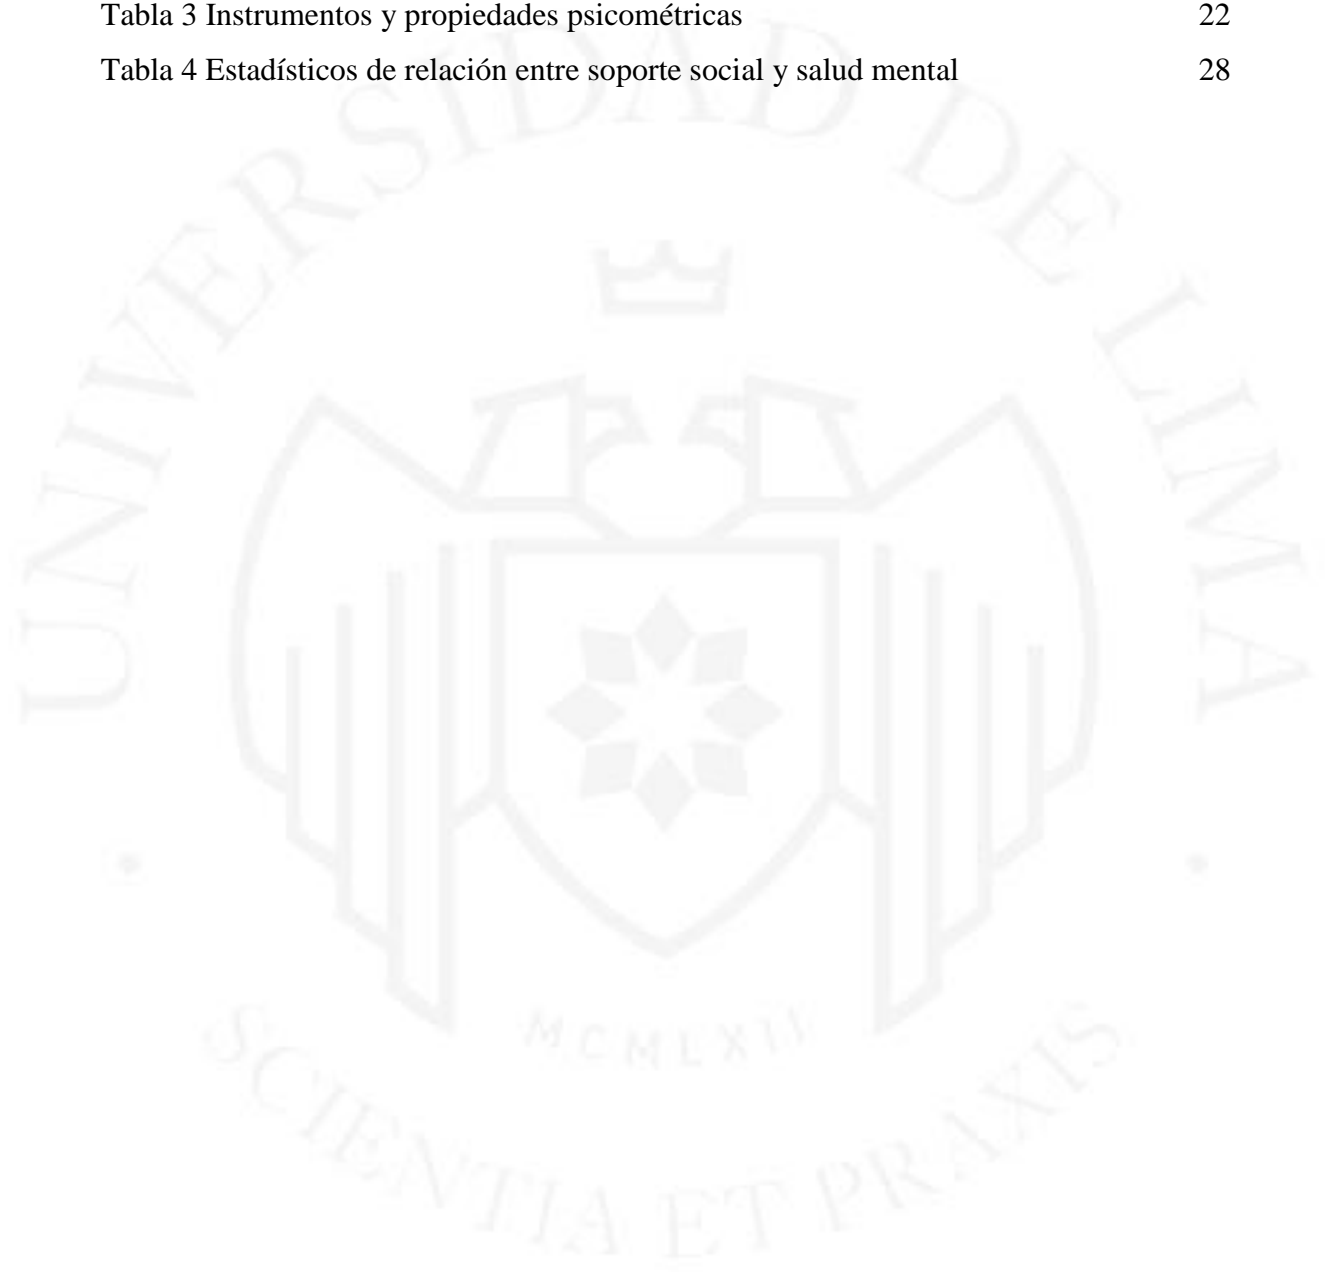 Tabla 3 Instrumentos y propiedades psicométricas 22
Tabla 4 Estadísticos de relación entre soporte social y salud mental 28
UNIVERSIDAD DE LIMA
MCMLXII
SCIENTIA ET PRAXIS